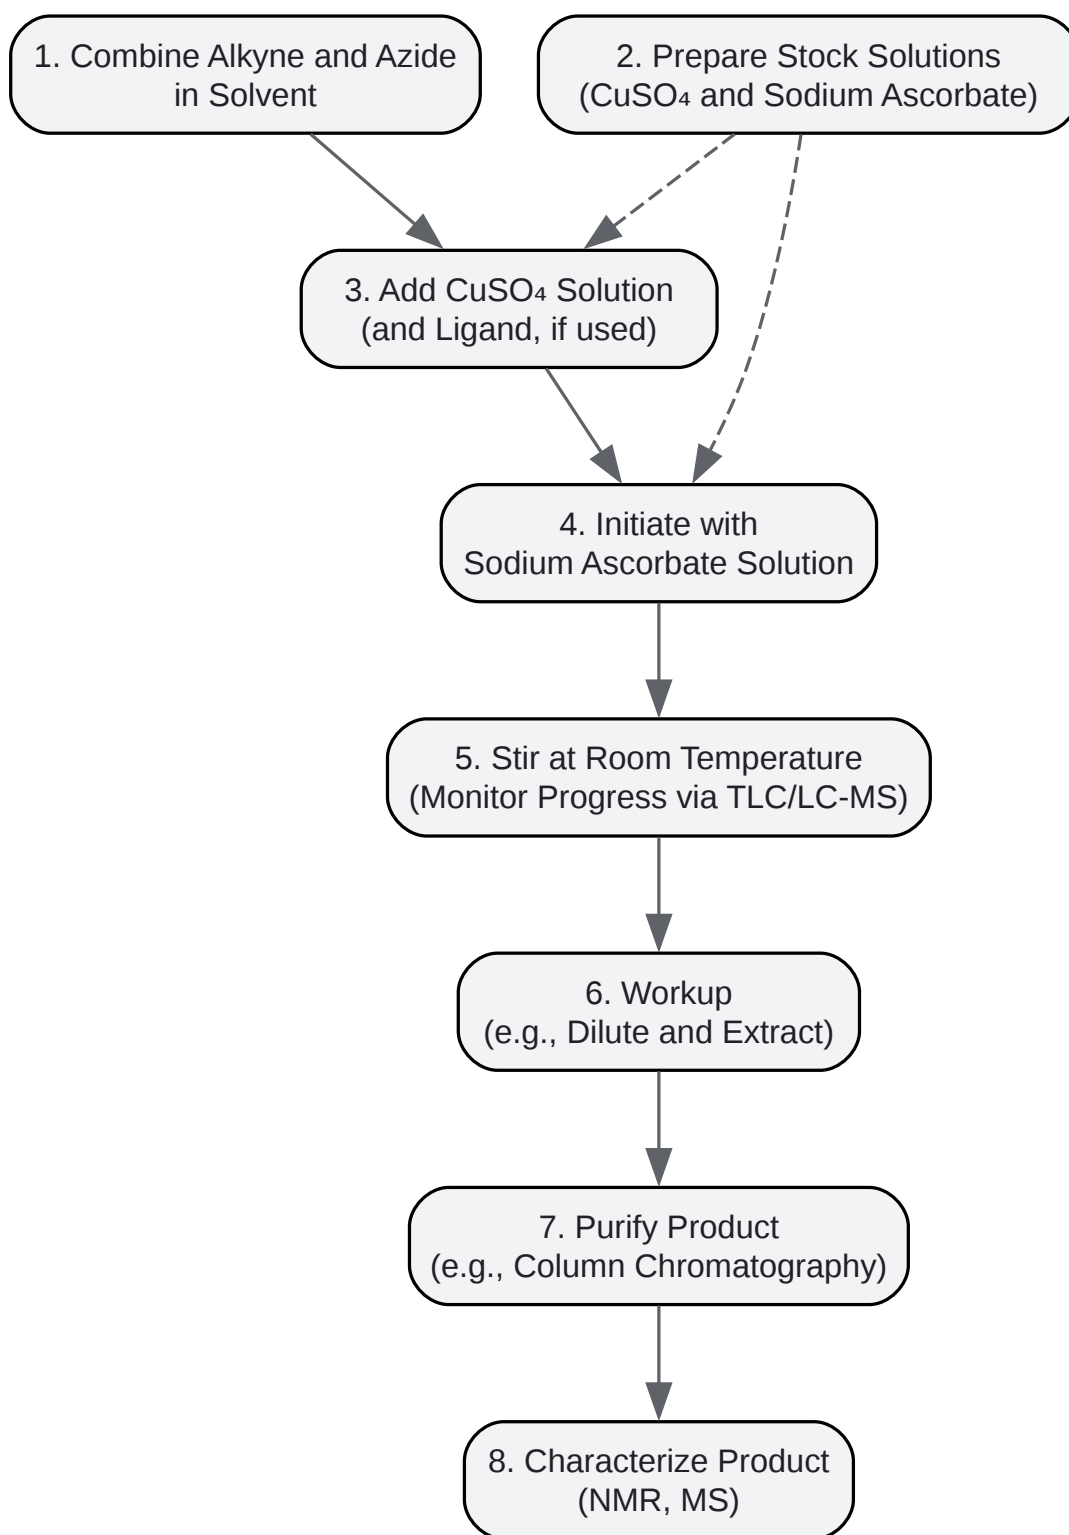 1. Combine Alkyne and Azide
in Solvent
2. Prepare Stock Solutions
(CuSO₄ and Sodium Ascorbate)
3. Add CuSO₄ Solution
(and Ligand, if used)
4. Initiate with
Sodium Ascorbate Solution
5. Stir at Room Temperature
(Monitor Progress via TLC/LC-MS)
6. Workup
(e.g., Dilute and Extract)
7. Purify Product
(e.g., Column Chromatography)
8. Characterize Product
(NMR, MS)